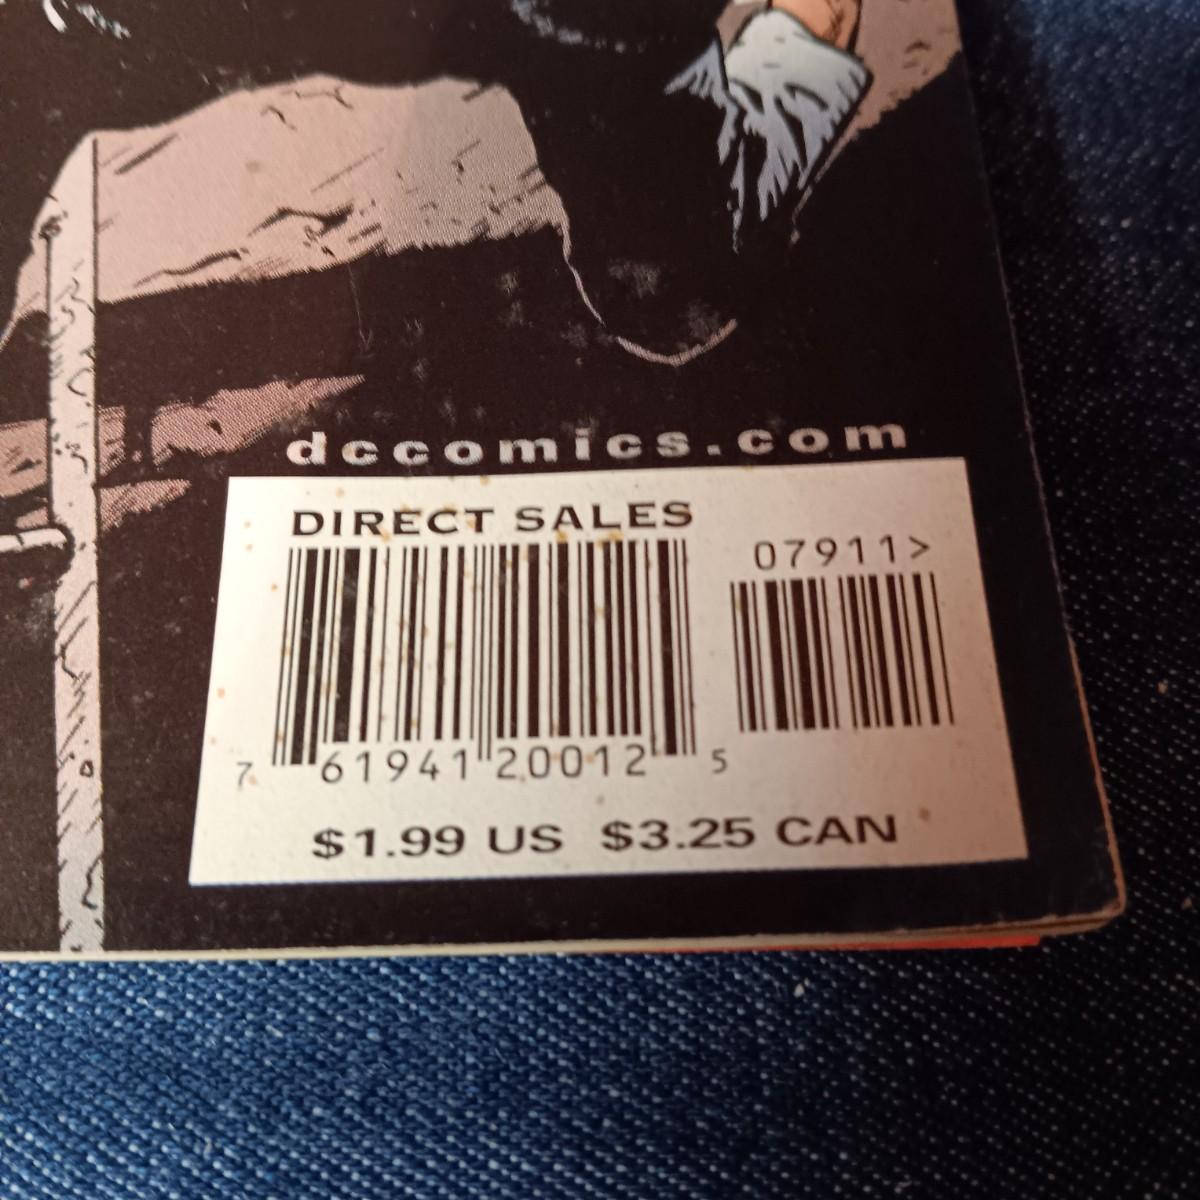 dccomics.com
DIRECT SALES
07911>
7 61941 20012 5
$1.99 US $3.25 CAN